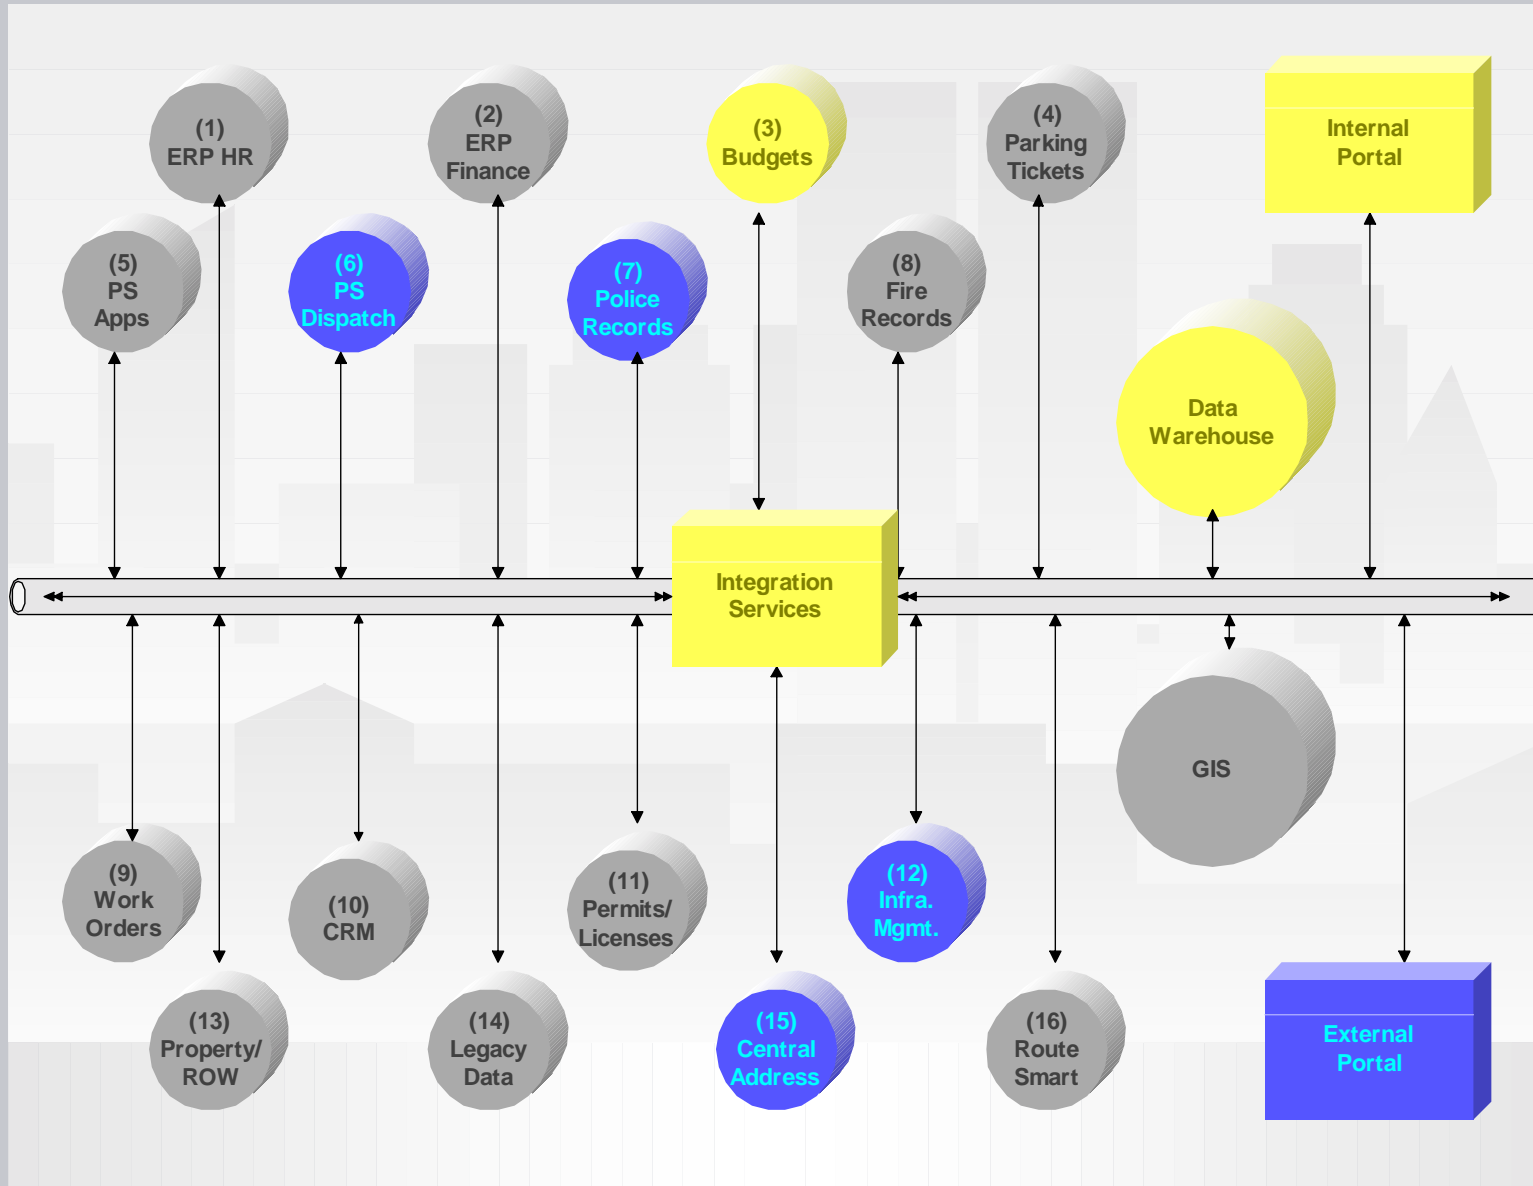 (1)
ERP HR
(2)
ERP
Finance
(3)
Budgets
(4)
Parking
Tickets
Internal
Portal
(5)
PS
Apps
(6)
PS
Dispatch
(7)
Police
Records
(8)
Fire
Records
Data
Warehouse
Integration
Services
GIS
(9)
Work
Orders
(10)
CRM
(11)
Permits/
Licenses
(12)
Infra.
Mgmt.
(13)
Property/
ROW
(14)
Legacy
Data
(15)
Central
Address
(16)
Route
Smart
External
Portal